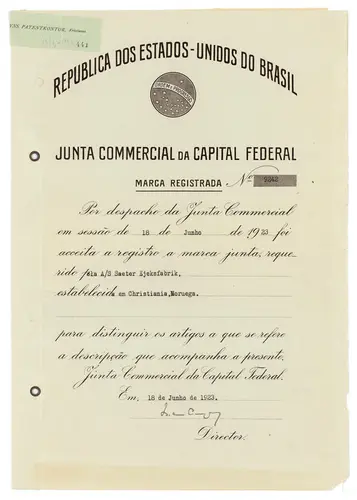 PATENTKONTOR,
REPUBLICA DOS ESTADOS-UNIDOS DO BRASIL
ORDEM E PROGRESSO
JUNTA COMMERCIAL DA CAPITAL FEDERAL
MARCA REGISTRADA Nº 9242
Por despacho da Junta Commercial
em sessão de 18 de Junho de 1923 foi
acceita a registro a marca junta, reque-
rido pela A/S Saeter Kjeksfabrik,
estabelecida em Christiania, Noruega.
para distinguir os artigos a que se refere
a descripção que acompanha a presente.
Junta Commercial da Capital Federal.
Em, 18 de Junho de 1923.
Director.